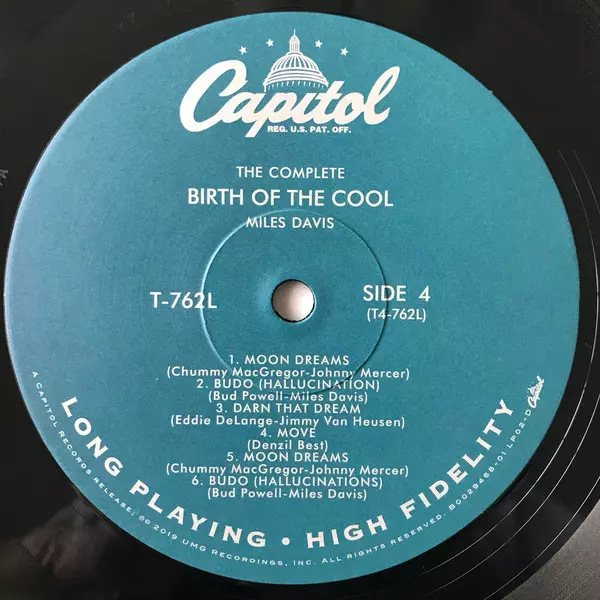 Capitol
REG. U.S. PAT. OFF.
THE COMPLETE
BIRTH OF THE COOL
MILES DAVIS
T-762L
SIDE 4
(T4-762L)
1. MOON DREAMS
(Chummy MacGregor-Johnny Mercer)
2. BUDO (HALLUCINATION)
(Bud Powell-Miles Davis)
3. DARN THAT DREAM
(Eddie DeLange-Jimmy Van Heusen)
4. MOVE
(Denzil Best)
5. MOON DREAMS
(Chummy MacGregor-Johnny Mercer)
6. BUDO (HALLUCINATIONS)
(Bud Powell-Miles Davis)
LONG PLAYING • HIGH FIDELITY
A CAPITOL RECORDS RELEASE; ℗© 2019 UMG RECORDINGS, INC. ALL RIGHTS RESERVED. B0029469-01 LP02-D
Capitol